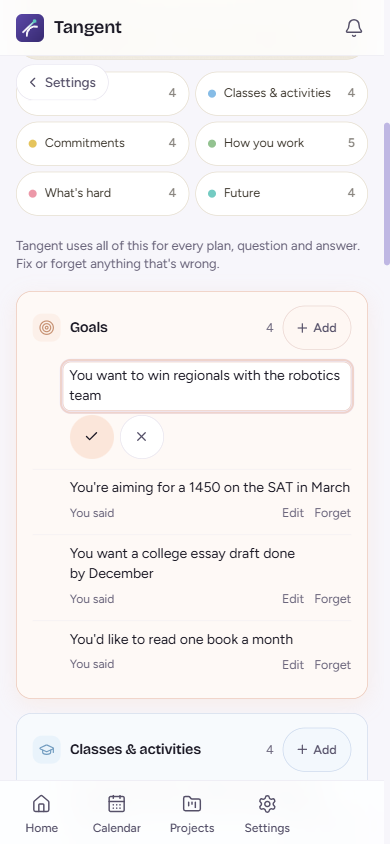 Tangent
Settings
4
Classes & activities 4
Commitments 4
How you work 5
What's hard 4
Future 4
Tangent uses all of this for every plan, question and answer.
Fix or forget anything that's wrong.
Goals 4 + Add
You want to win regionals with the robotics
team
You're aiming for a 1450 on the SAT in March
You said Edit Forget
You want a college essay draft done
by December
You said Edit Forget
You'd like to read one book a month
You said Edit Forget
Classes & activities 4 + Add
Home Calendar Projects Settings